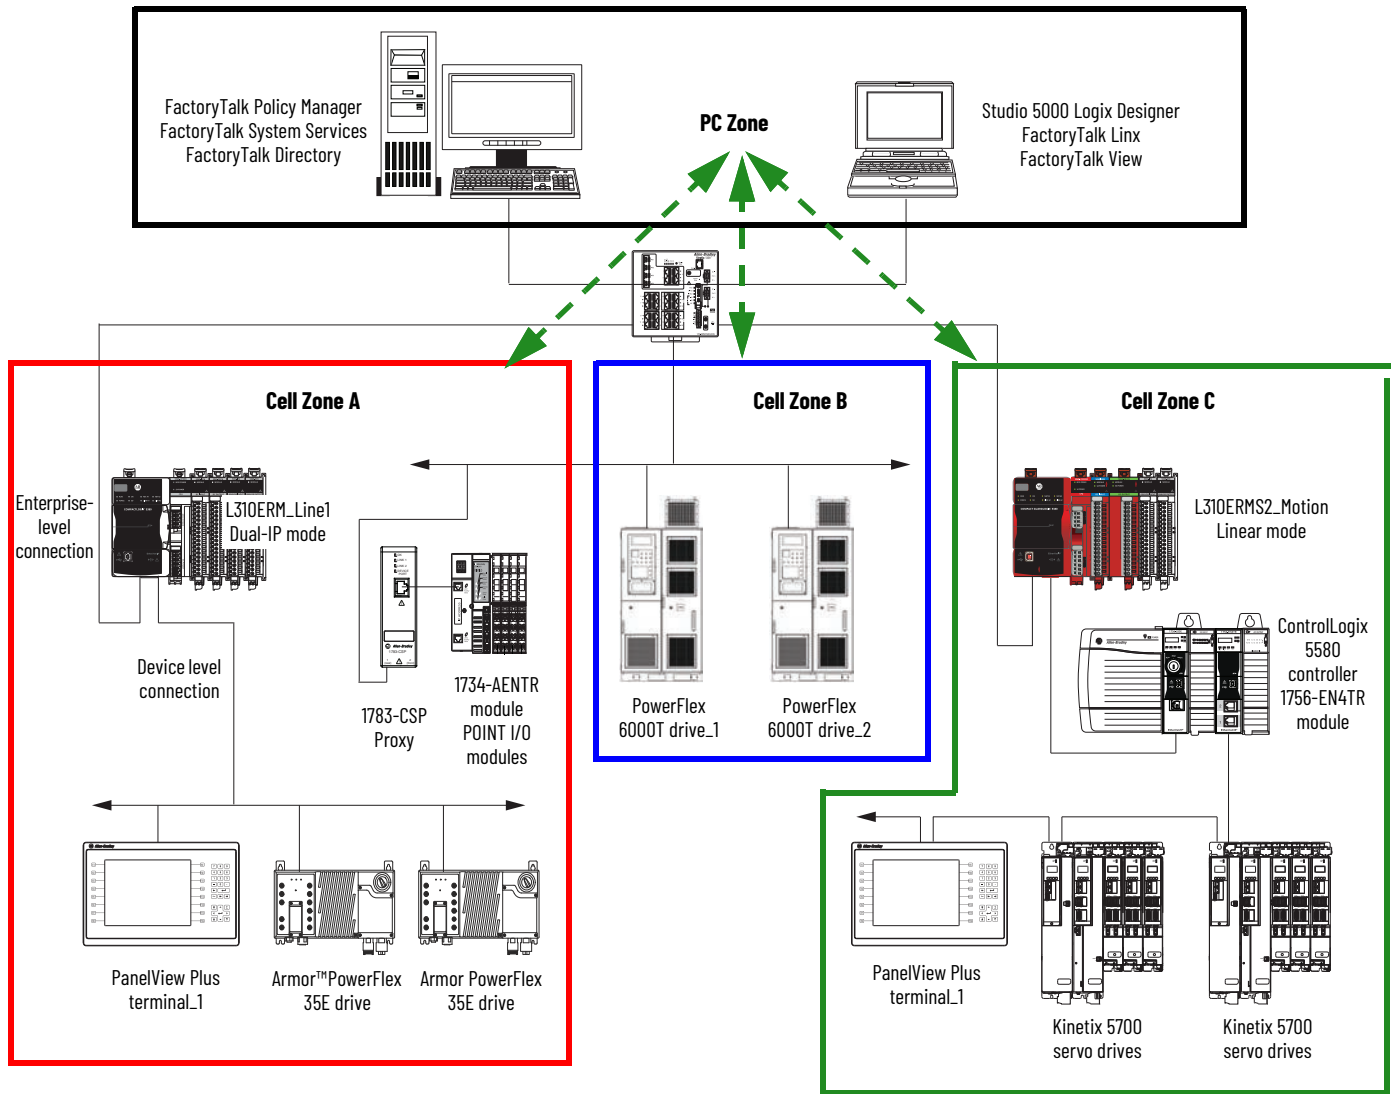 FactoryTalk Policy Manager
FactoryTalk System Services
FactoryTalk Directory
PC Zone
Studio 5000 Logix Designer
FactoryTalk Linx
FactoryTalk View
Cell Zone A
Cell Zone B
Cell Zone C
Enterprise-
level
connection
L310ERM_Line1
Dual-IP mode
L310ERMS2_Motion
Linear mode
Device level
connection
1783-CSP
Proxy
1734-AENTR
module
POINT I/O
modules
PowerFlex
6000T drive_1
PowerFlex
6000T drive_2
ControlLogix
5580
controller
1756-EN4TR
module
PanelView Plus
terminal_1
Armor™PowerFlex
35E drive
Armor PowerFlex
35E drive
PanelView Plus
terminal_1
Kinetix 5700
servo drives
Kinetix 5700
servo drives